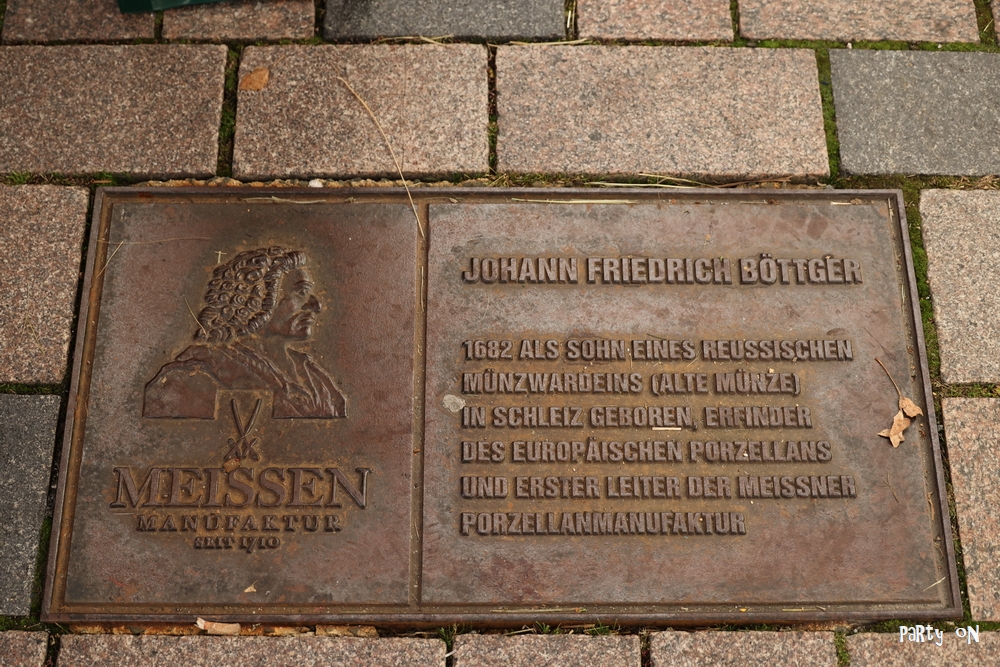 MEISSEN
MANUFAKTUR
SEIT 1710
JOHANN FRIEDRICH BÖTTGER
1682 ALS SOHN EINES REUSSISCHEN
MÜNZWARDEINS (ALTE MÜNZE)
IN SCHLEIZ GEBOREN, ERFINDER
DES EUROPÄISCHEN PORZELLANS
UND ERSTER LEITER DER MEISSNER
PORZELLANMANUFAKTUR
PARTY ON